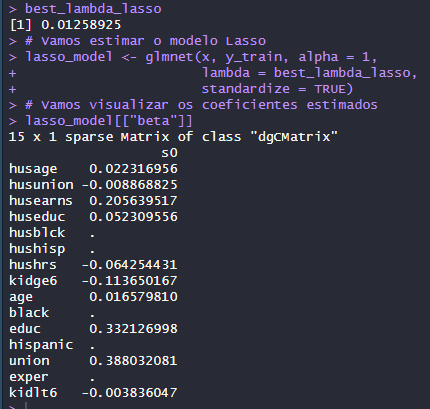 > best_lambda_lasso
[1] 0.01258925
> # Vamos estimar o modelo Lasso
> lasso_model <- glmnet(x, y_train, alpha = 1,
+                       lambda = best_lambda_lasso,
+                       standardize = TRUE)
> # Vamos visualizar os coeficientes estimados
> lasso_model[["beta"]]
15 x 1 sparse Matrix of class "dgCMatrix"
                   s0
husage    0.022316956
husunion -0.008868825
husearns  0.205639517
huseduc   0.052309556
husblck   .
hushisp   .
hushrs   -0.064254431
kidge6   -0.113650167
age       0.016579810
black     .
educ      0.332126998
hispanic  .
union     0.388032081
exper     .
kidlt6   -0.003836047
>